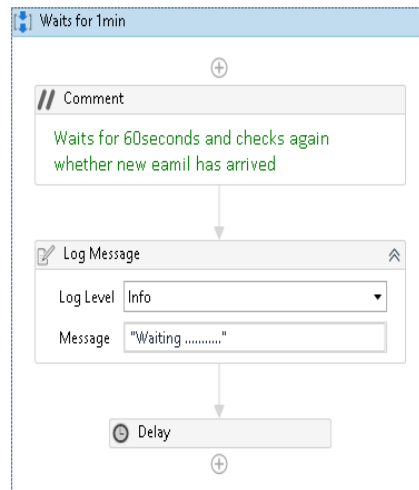 Waits for 1min
Comment
Waits for 60seconds and checks again
whether new eamil has arrived
Log Message
Log Level Info
Message "Waiting ..........."
Delay